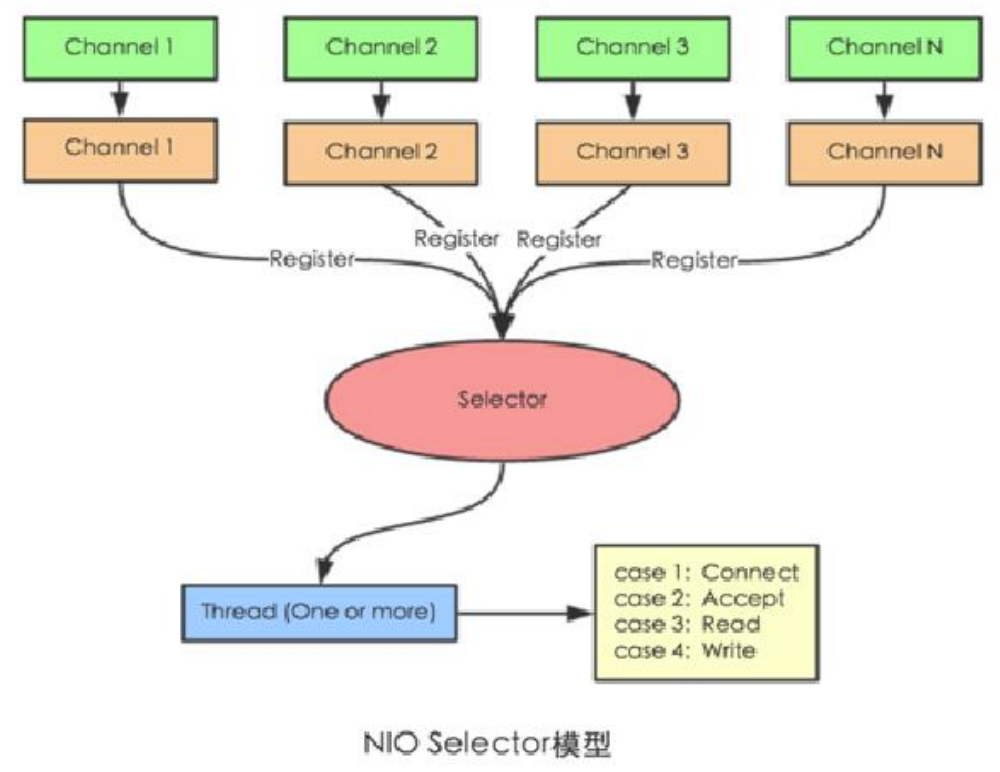 Channel 1
Channel 2
Channel 3
Channel N
Channel 1
Channel 2
Channel 3
Channel N
Register
Register
Register
Register
Selector
Thread (One or more)
case 1: Connect
case 2: Accept
case 3: Read
case 4: Write
NIO Selector模型